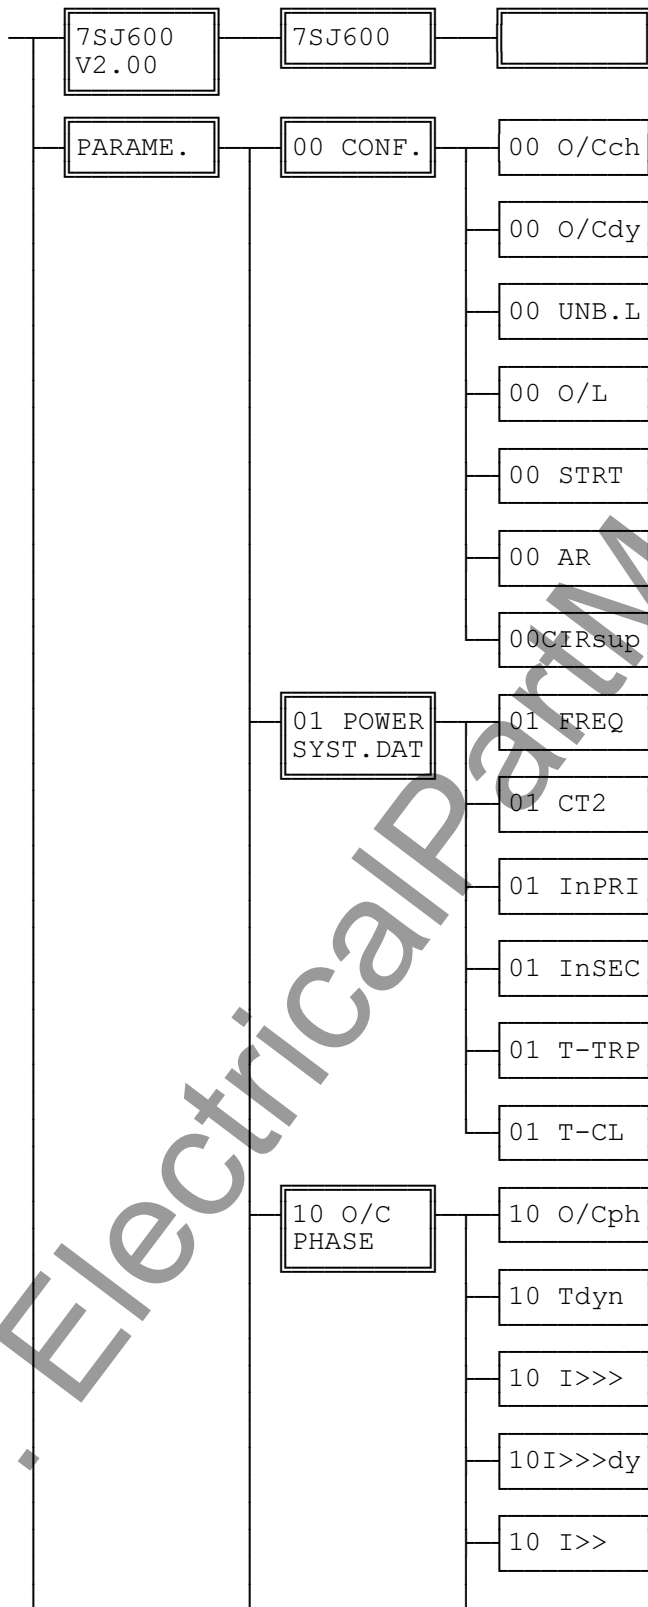 7SJ600
V2.00
7SJ600
PARAME.
00 CONF.
00 O/Cch
00 O/Cdy
00 UNB.L
00 O/L
00 STRT
00 AR
00CIRsup
01 POWER
SYST.DAT
01 FREQ
01 CT2
01 InPRI
01 InSEC
01 T-TRP
01 T-CL
10 O/C
PHASE
10 O/Cph
10 Tdyn
10 I>>>
10I>>>dy
10 I>>
. ElectricalPartM